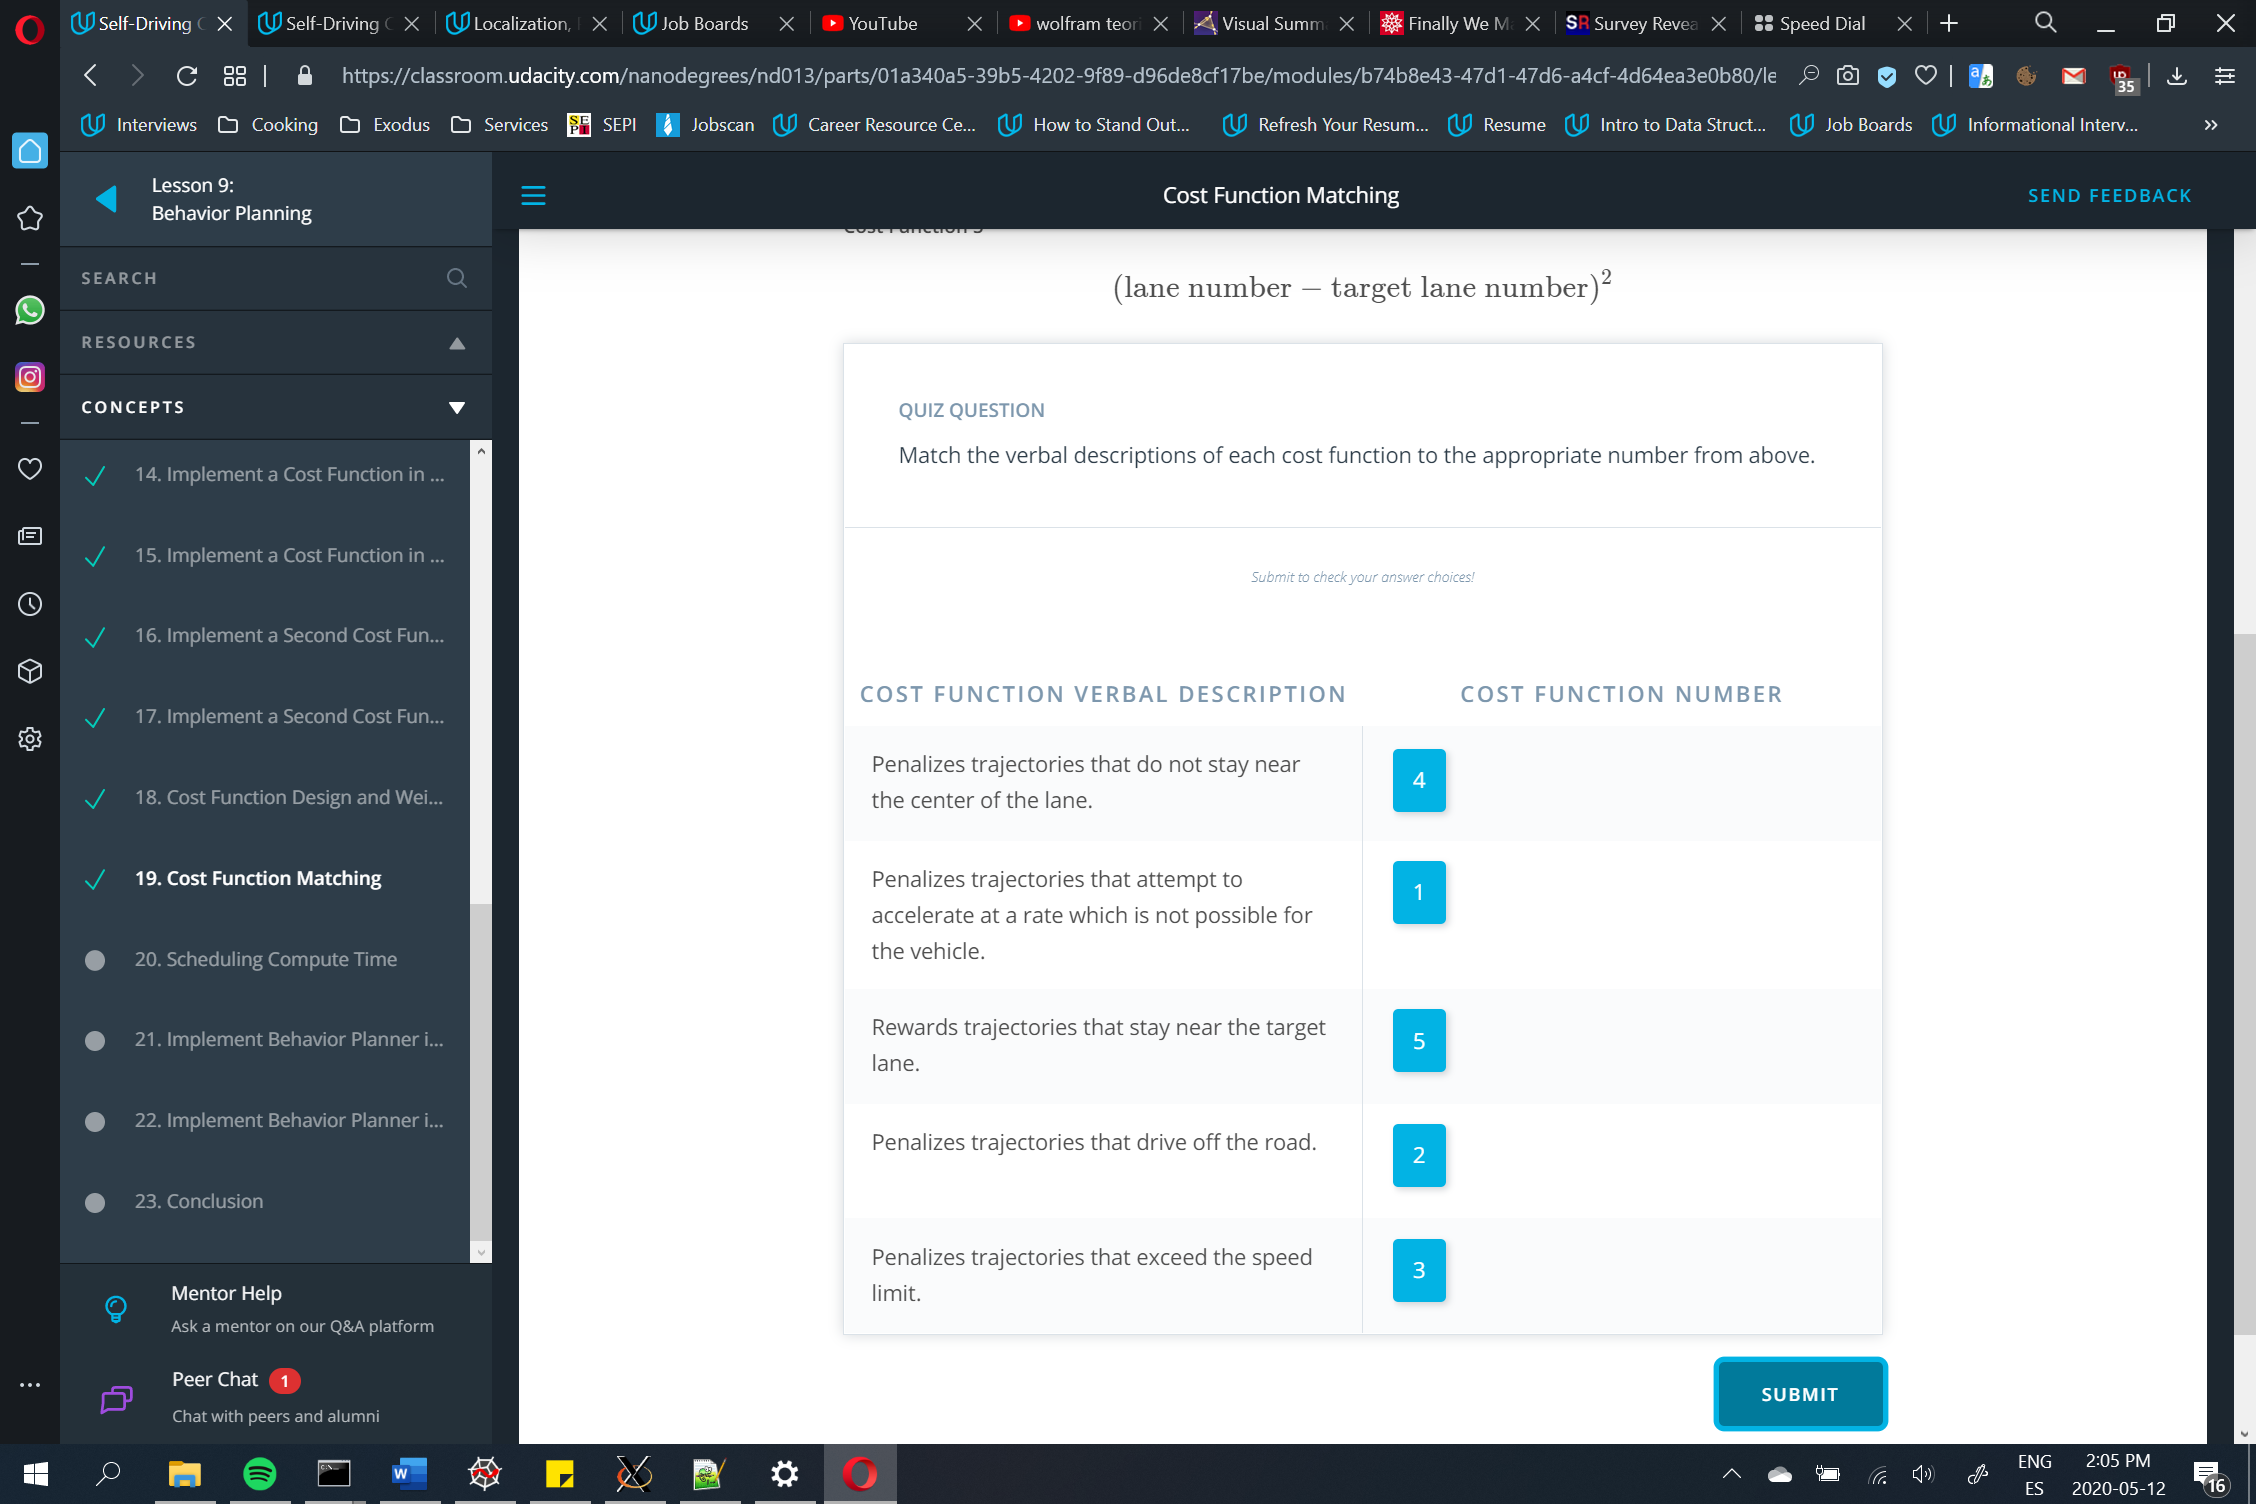 Self-Driving C
Self-Driving C
Localization,
Job Boards
YouTube
wolfram teori
Visual Summ
Finally We M
SR Survey Revea
Speed Dial
https://classroom.udacity.com/nanodegrees/nd013/parts/01a340a5-39b5-4202-9f89-d96de8cf17be/modules/b74b8e43-47d1-47d6-a4cf-4d64ea3e0b80/le
35
Interviews
Cooking
Exodus
Services
SEPI
Jobscan
Career Resource Ce...
How to Stand Out...
Refresh Your Resum...
Resume
Intro to Data Struct...
Job Boards
Informational Interv...
Lesson 9:
Behavior Planning
Cost Function Matching
SEND FEEDBACK
SEARCH
RESOURCES
CONCEPTS
14. Implement a Cost Function in ...
15. Implement a Cost Function in ...
16. Implement a Second Cost Fun...
17. Implement a Second Cost Fun...
18. Cost Function Design and Wei...
19. Cost Function Matching
20. Scheduling Compute Time
21. Implement Behavior Planner i...
22. Implement Behavior Planner i...
23. Conclusion
Mentor Help
Ask a mentor on our Q&A platform
Peer Chat 1
Chat with peers and alumni
Cost Function 5
(lane number − target lane number)²
QUIZ QUESTION
Match the verbal descriptions of each cost function to the appropriate number from above.
Submit to check your answer choices!
COST FUNCTION VERBAL DESCRIPTION
COST FUNCTION NUMBER
Penalizes trajectories that do not stay near
the center of the lane.
4
Penalizes trajectories that attempt to
accelerate at a rate which is not possible for
the vehicle.
1
Rewards trajectories that stay near the target
lane.
5
Penalizes trajectories that drive off the road.
2
Penalizes trajectories that exceed the speed
limit.
3
SUBMIT
ENG
ES
2:05 PM
2020-05-12
16